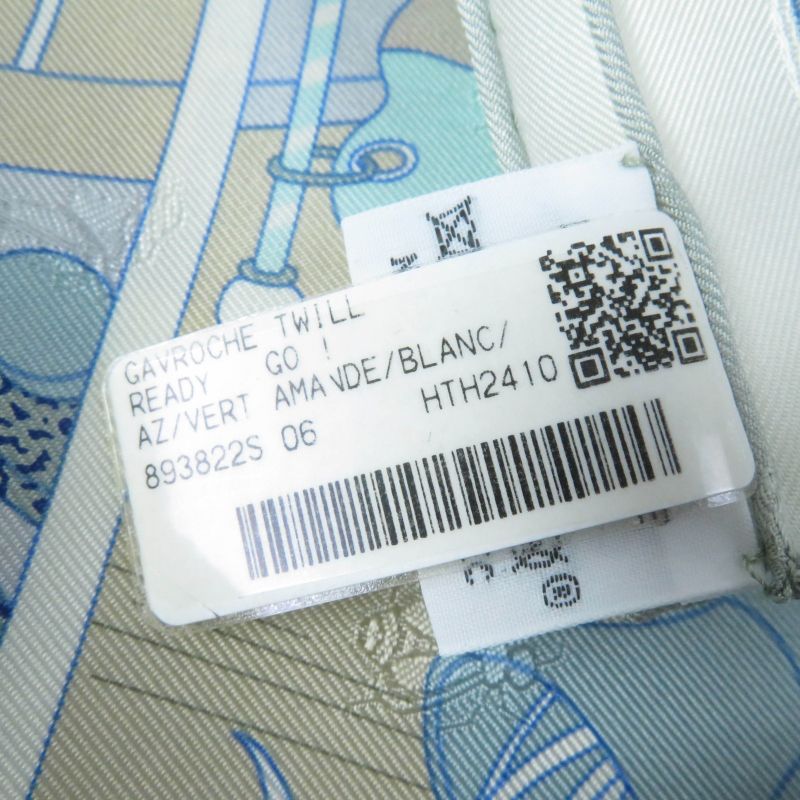 GAVROCHE TWILL
READY GO !
AZ/VERT AMANDE/BLANC/
893822S 06 HTH2410